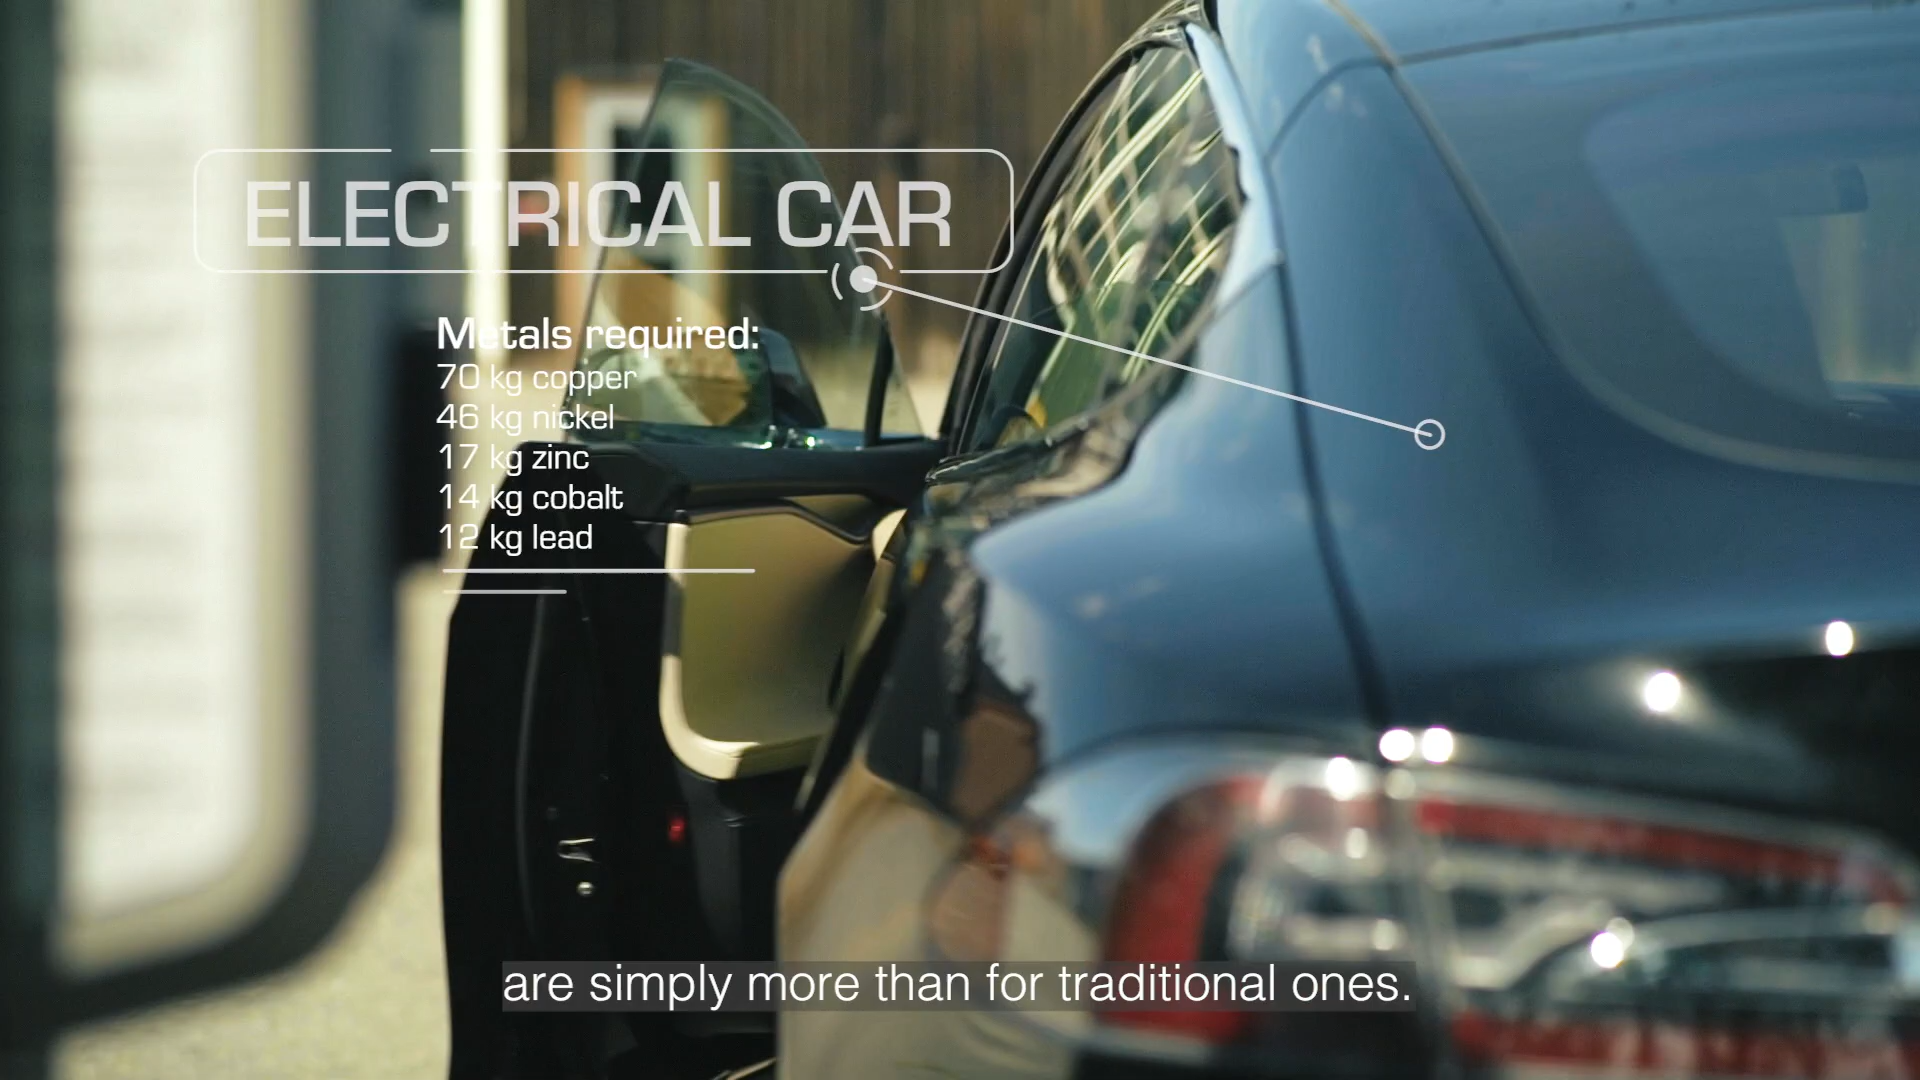 ELECTRICAL CAR
Metals required:
70 kg copper
46 kg nickel
17 kg zinc
14 kg cobalt
12 kg lead
are simply more than for traditional ones.